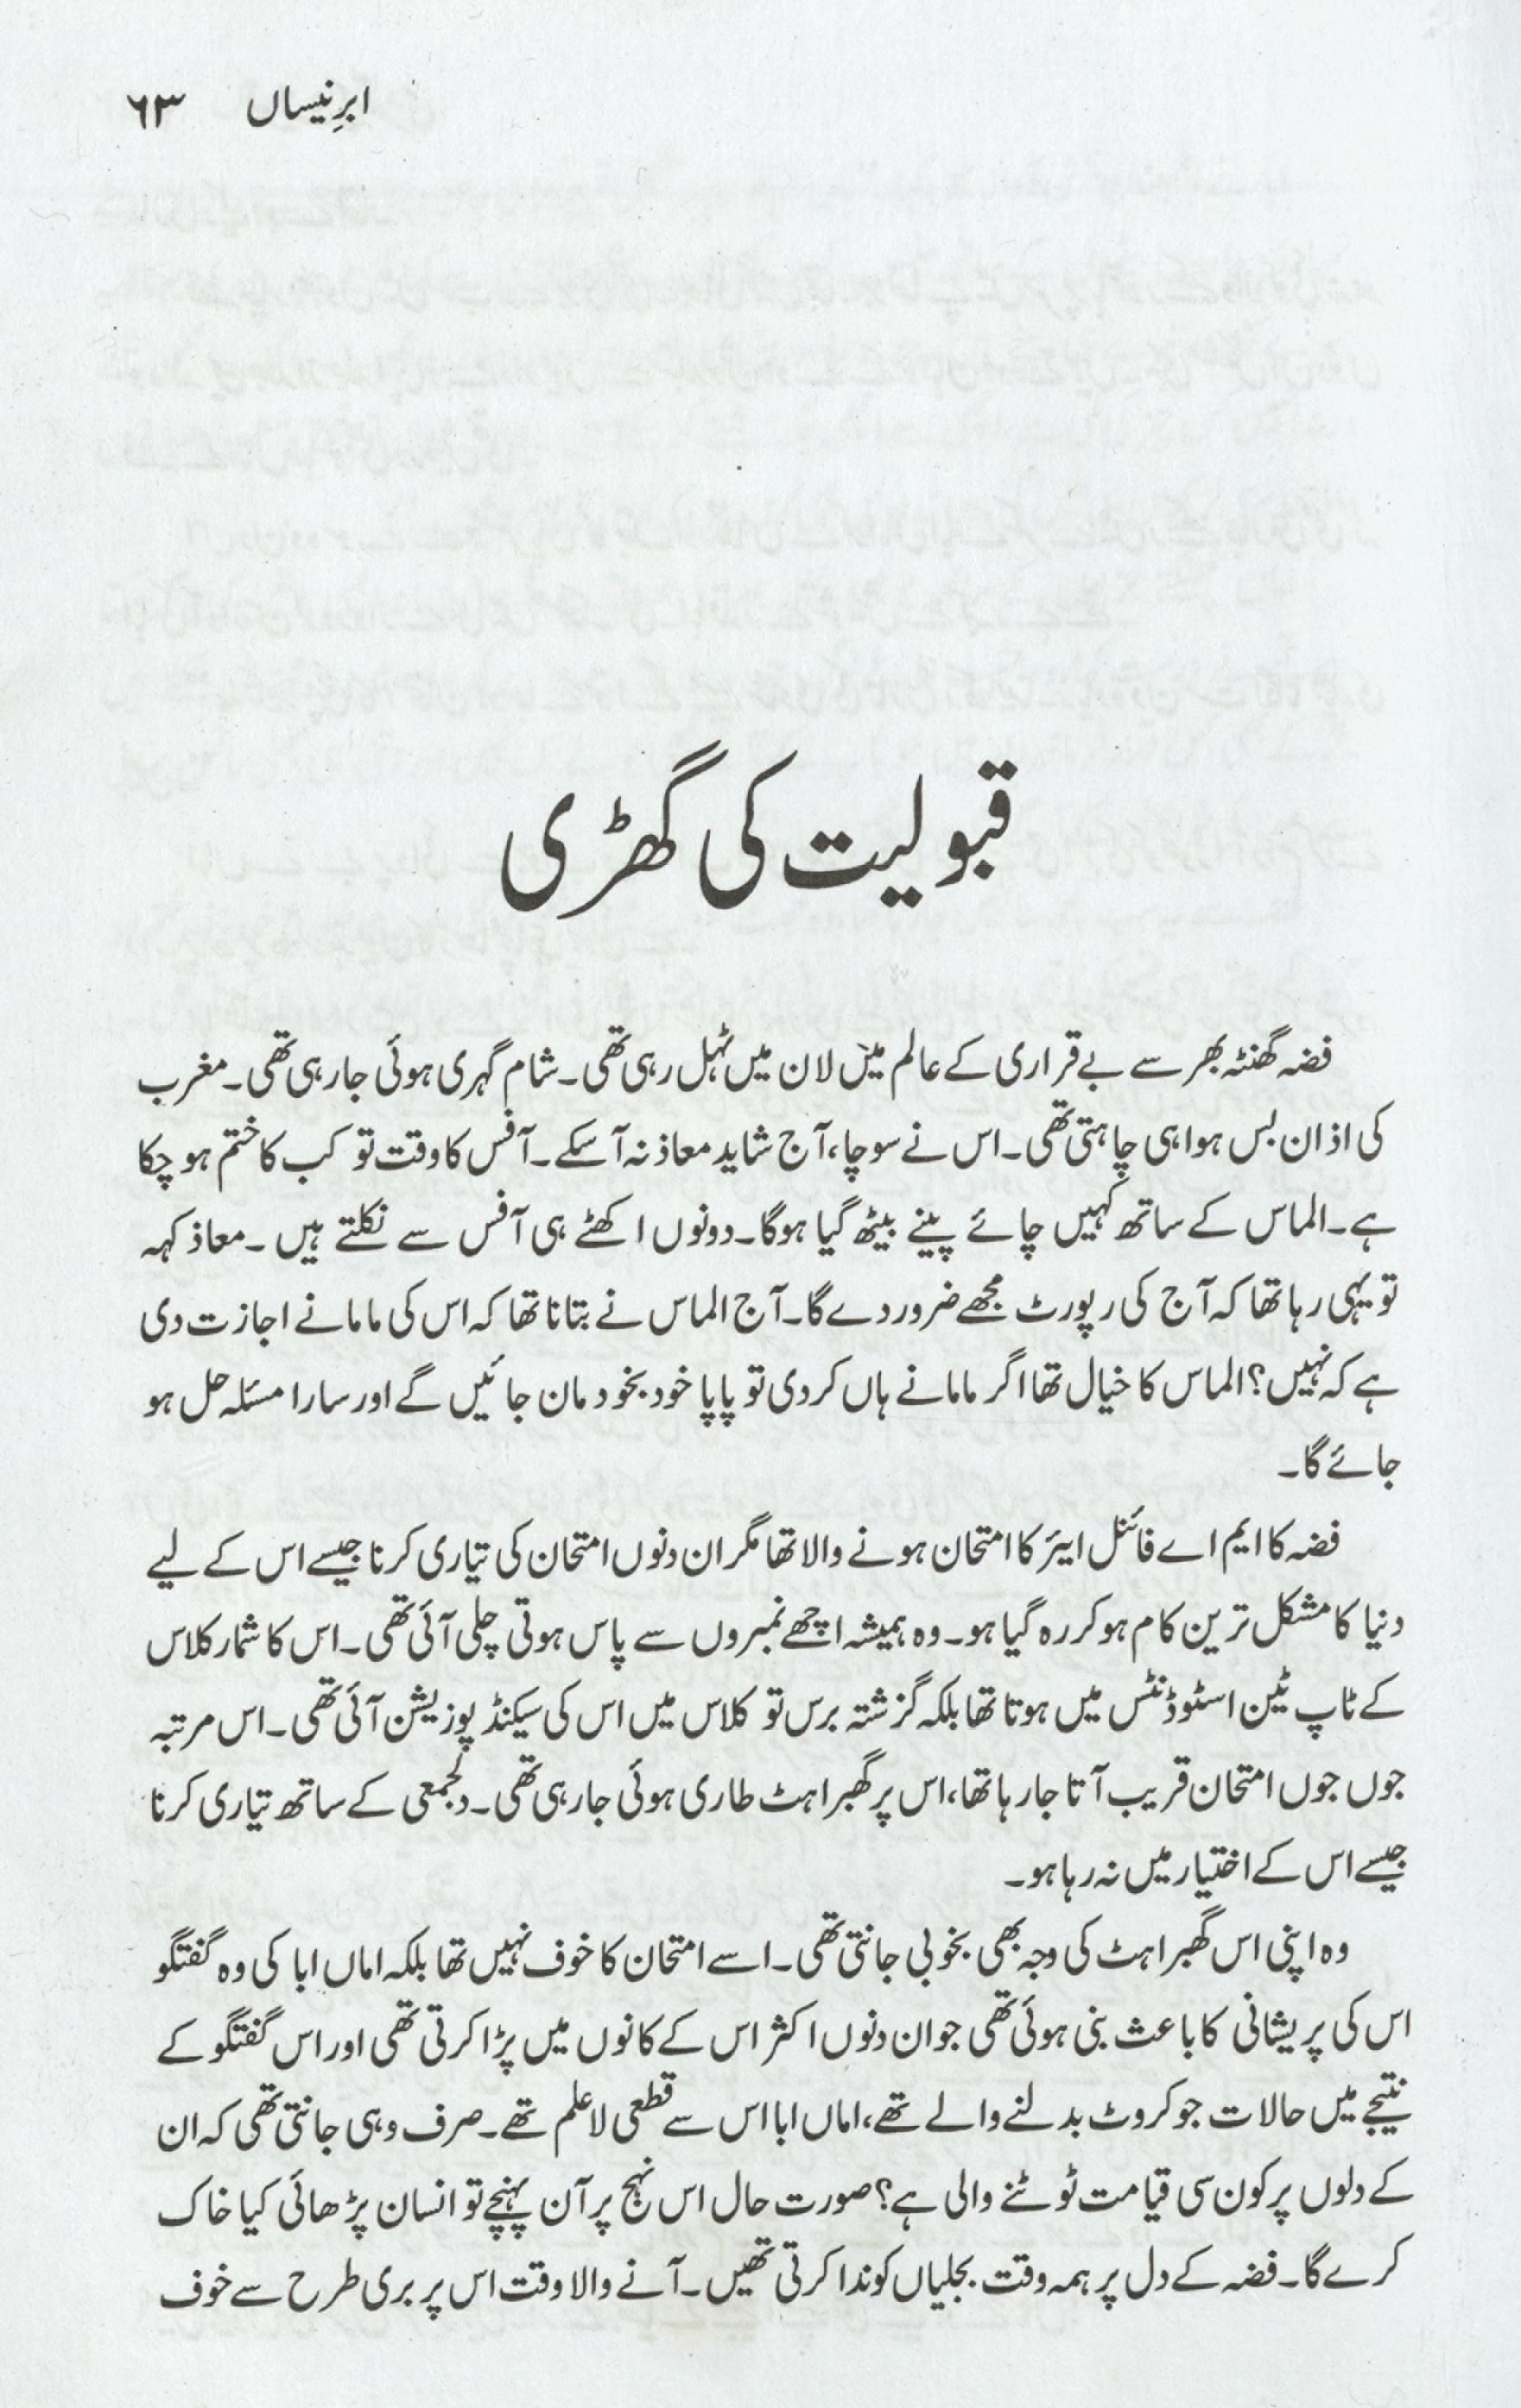 ابرِ نیساں ۶۳
قبولیت کی گھڑی
فضہ گھنٹہ بھر سے بے قراری کے عالم میں لان میں ٹہل رہی تھی۔ شام گہری ہوئی جا رہی تھی۔ مغرب
کی اذان بس ہوا ہی چاہتی تھی۔ اس نے سوچا، آج شاید معاذ نہ آ سکے۔ آفس کا وقت تو کب کا ختم ہو چکا
ہے۔ الماس کے ساتھ کہیں چائے پینے بیٹھ گیا ہوگا۔ دونوں اکھٹے ہی آفس سے نکلتے ہیں۔ معاذ کہہ
تو یہی رہا تھا کہ آج کی رپورٹ مجھے ضرور دے گا۔ آج الماس نے بتانا تھا کہ اس کی ماما نے اجازت دی
ہے کہ نہیں؟ الماس کا خیال تھا اگر ماما نے ہاں کر دی تو پاپا خود بخود مان جائیں گے اور سارا مسئلہ حل ہو
جائے گا۔
فضہ کا ایم اے فائنل ایئر کا امتحان ہونے والا تھا مگر ان دنوں امتحان کی تیاری کرنا جیسے اس کے لیے
دنیا کا مشکل ترین کام ہو کر رہ گیا ہو۔ وہ ہمیشہ اچھے نمبروں سے پاس ہوتی چلی آئی تھی۔ اس کا شمار کلاس
کے ٹاپ ٹین اسٹوڈنٹس میں ہوتا تھا بلکہ گزشتہ برس تو کلاس میں اس کی سیکنڈ پوزیشن آئی تھی۔ اس مرتبہ
جوں جوں امتحان قریب آتا جا رہا تھا، اس پر گھبراہٹ طاری ہوئی جا رہی تھی۔ دلجمعی کے ساتھ تیاری کرنا
جیسے اس کے اختیار میں نہ رہا ہو۔
وہ اپنی اس گھبراہٹ کی وجہ بھی بخوبی جانتی تھی۔ اسے امتحان کا خوف نہیں تھا بلکہ اماں ابا کی وہ گفتگو
اس کی پریشانی کا باعث بنی ہوئی تھی جو ان دنوں اکثر اس کے کانوں میں پڑا کرتی تھی اور اس گفتگو کے
نتیجے میں حالات جو کروٹ بدلنے والے تھے، اماں ابا اس سے قطعی لاعلم تھے۔ صرف وہی جانتی تھی کہ ان
کے دلوں پر کون سی قیامت ٹوٹنے والی ہے؟ صورت حال اس نہج پر آن پہنچے تو انسان پڑھائی کیا خاک
کرے گا۔ فضہ کے دل پر ہمہ وقت بجلیاں کوندا کرتی تھیں۔ آنے والا وقت اس پر بری طرح سے خوف